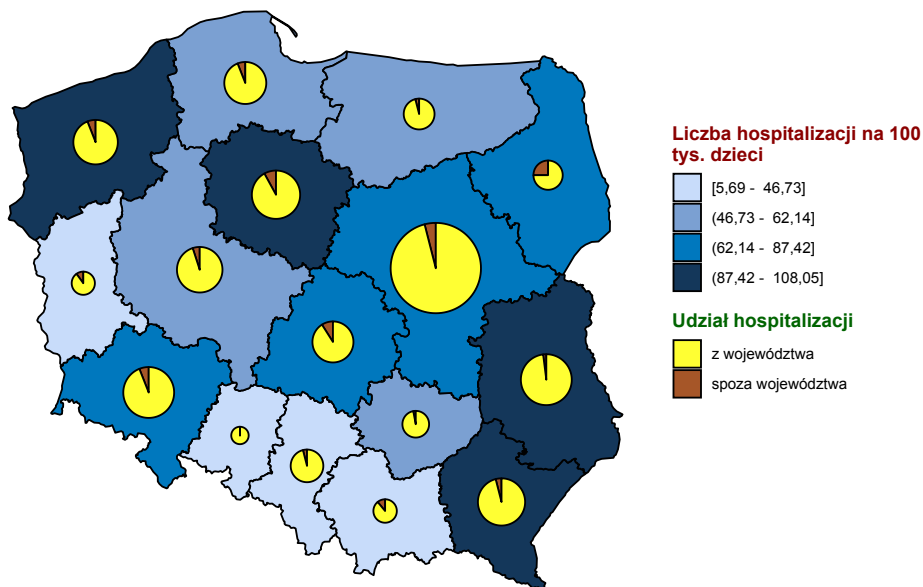 Liczba hospitalizacji na 100
tys. dzieci
[5,69 - 46,73]
(46,73 - 62,14]
(62,14 - 87,42]
(87,42 - 108,05]
Udział hospitalizacji
z województwa
spoza województwa